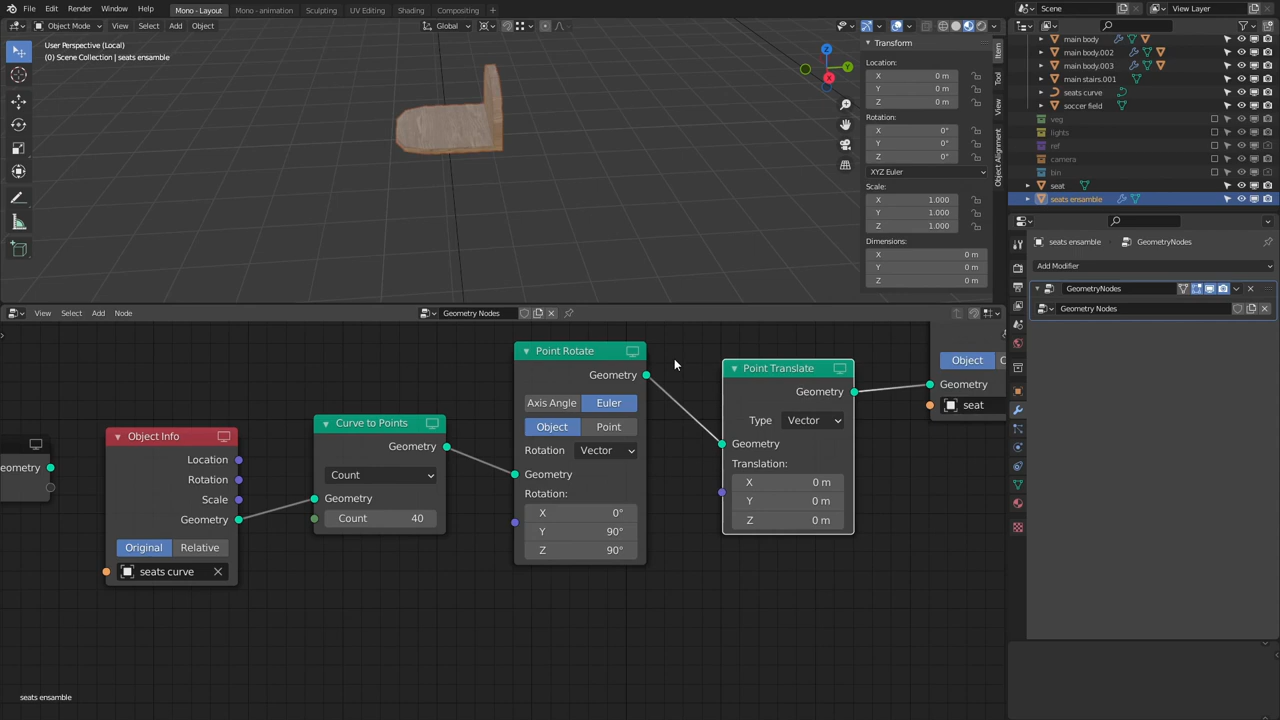 File Edit Render Window Help Mono - Layout Mono - animation Sculpting UV Editing Shading Compositing Scene View Layer
Object Mode View Select Add Object Global
User Perspective (Local)
(0) Scene Collection | seats ensamble
Z
Y
X
Transform
Location:
X 0 m
Y 0 m
Z 0 m
Rotation:
X 0°
Y 0°
Z 0°
XYZ Euler
Scale:
X 1.000
Y 1.000
Z 1.000
Dimensions:
X 0 m
Y 0 m
Z 0 m
Item
Tool
View
Object Alignment
main body
main body.002
main body.003
main stairs.001
seats curve
soccer field
veg
lights
ref
camera
bin
seat
seats ensamble
seats ensamble GeometryNodes
Add Modifier
GeometryNodes
Geometry Nodes
View Select Add Node Geometry Nodes
eometry
Object Info
Location
Rotation
Scale
Geometry
Original Relative
seats curve
Curve to Points
Geometry
Count
Geometry
Count 40
Point Rotate
Geometry
Axis Angle Euler
Object Point
Rotation Vector
Geometry
Rotation:
X 0°
Y 90°
Z 90°
Point Translate
Geometry
Type Vector
Geometry
Translation:
X 0 m
Y 0 m
Z 0 m
Object
Geometry
seat
seats ensamble